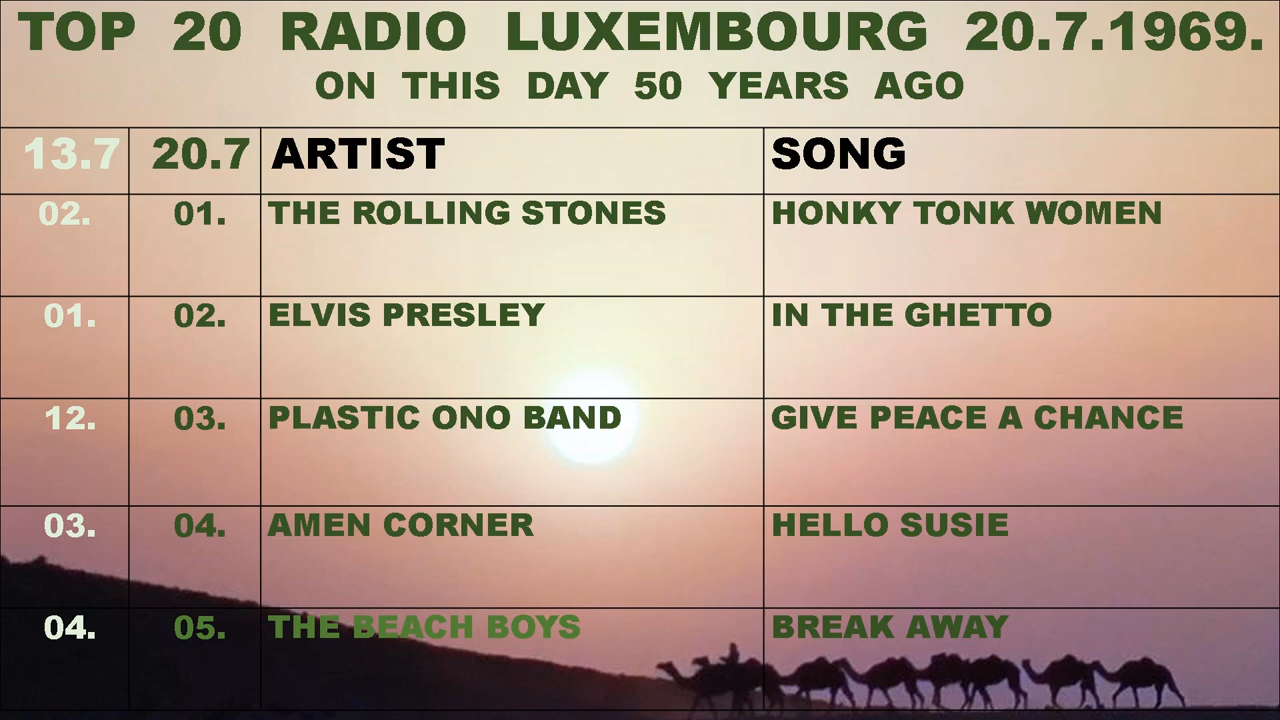 TOP 20 RADIO LUXEMBOURG 20.7.1969.
ON THIS DAY 50 YEARS AGO
13.7 20.7 ARTIST SONG
02. 01. THE ROLLING STONES HONKY TONK WOMEN
01. 02. ELVIS PRESLEY IN THE GHETTO
12. 03. PLASTIC ONO BAND GIVE PEACE A CHANCE
03. 04. AMEN CORNER HELLO SUSIE
04. 05. THE BEACH BOYS BREAK AWAY